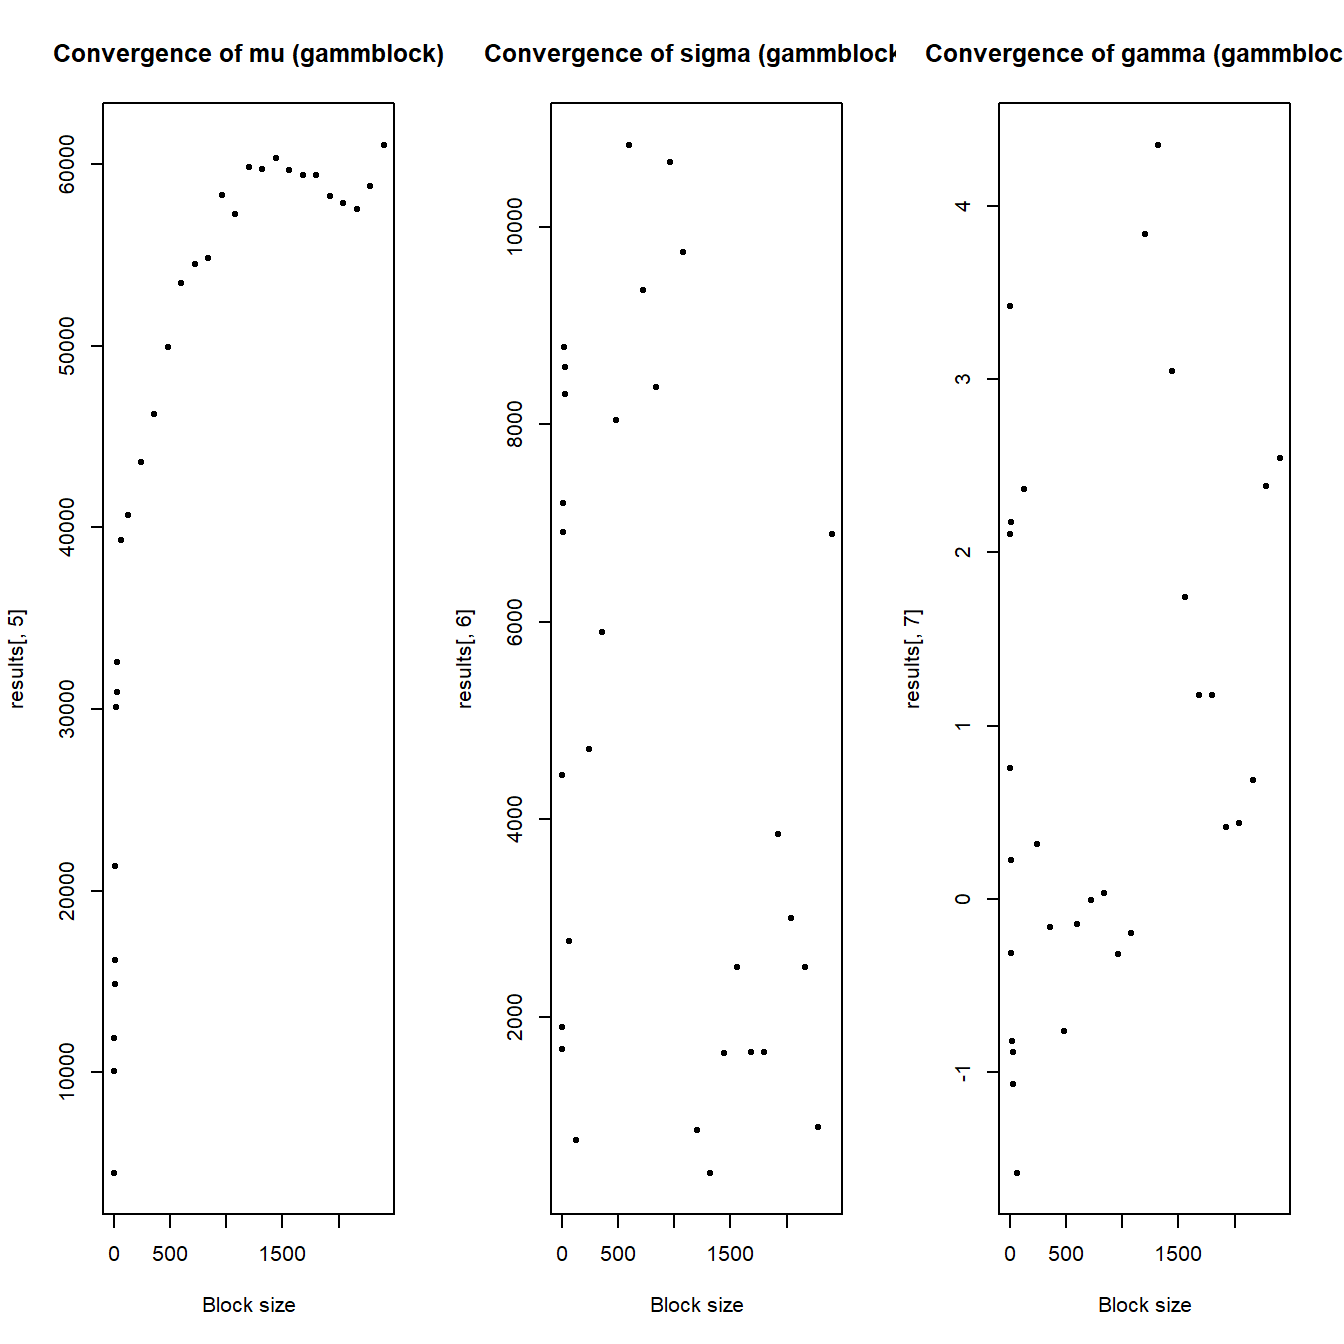 Convergence of mu (gammblock)
60000
50000
40000
30000
20000
10000
results[, 5]
0 500 1500
Block size
Convergence of sigma (gammblock
10000
8000
6000
4000
2000
results[, 6]
0 500 1500
Block size
Convergence of gamma (gammbloc
4
3
2
1
0
-1
results[, 7]
0 500 1500
Block size